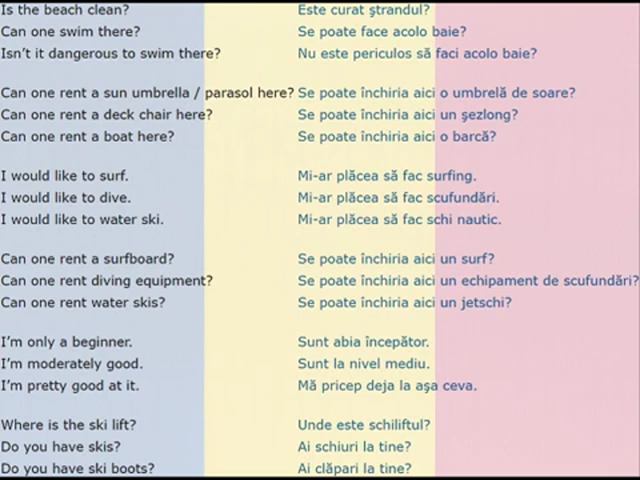 Is the beach clean? Este curat ştrandul?
Can one swim there? Se poate face acolo baie?
Isn’t it dangerous to swim there? Nu este periculos să faci acolo baie?
Can one rent a sun umbrella / parasol here? Se poate închiria aici o umbrelă de soare?
Can one rent a deck chair here? Se poate închiria aici un şezlong?
Can one rent a boat here? Se poate închiria aici o barcă?
I would like to surf. Mi-ar plăcea să fac surfing.
I would like to dive. Mi-ar plăcea să fac scufundări.
I would like to water ski. Mi-ar plăcea să fac schi nautic.
Can one rent a surfboard? Se poate închiria aici un surf?
Can one rent diving equipment? Se poate închiria aici un echipament de scufundări?
Can one rent water skis? Se poate închiria aici un jetschi?
I’m only a beginner. Sunt abia începător.
I’m moderately good. Sunt la nivel mediu.
I’m pretty good at it. Mă pricep deja la aşa ceva.
Where is the ski lift? Unde este schiliftul?
Do you have skis? Ai schiuri la tine?
Do you have ski boots? Ai clăpari la tine?